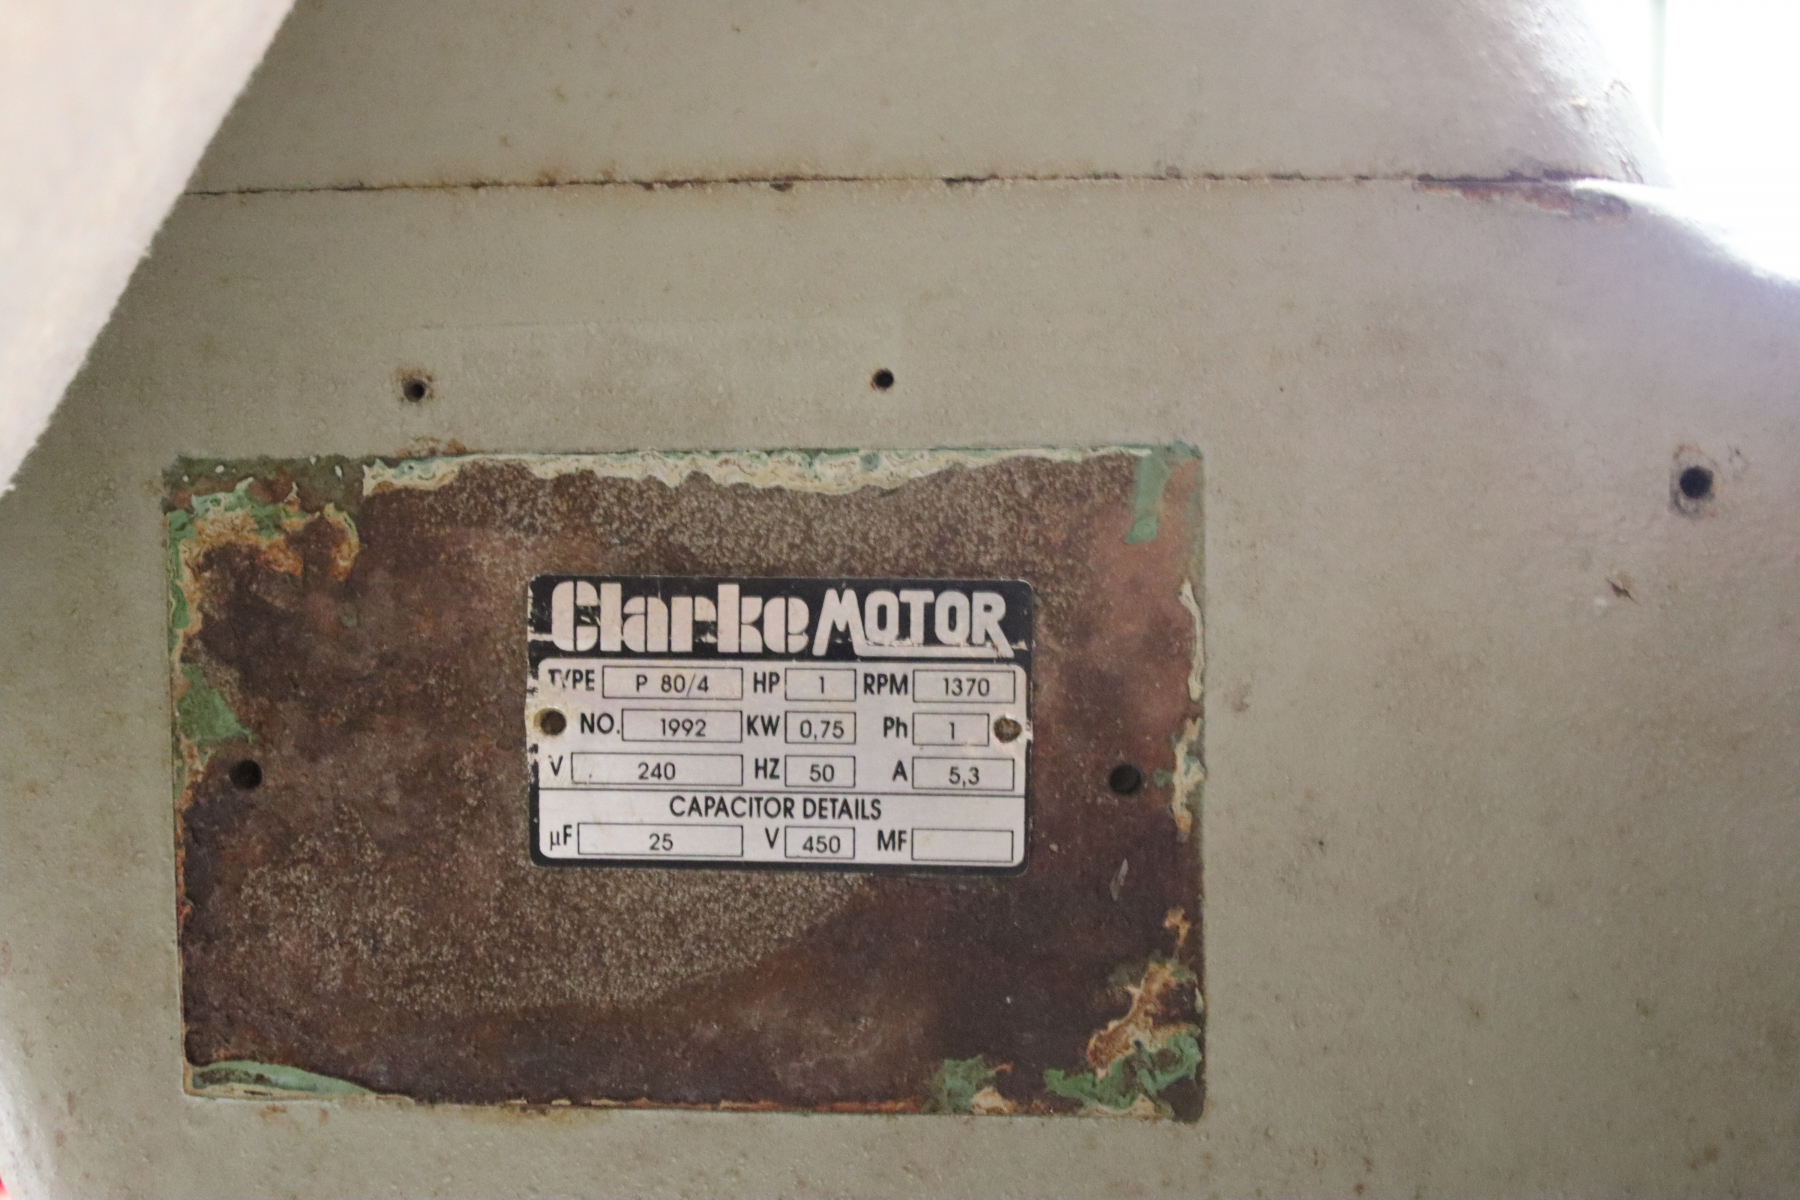 Clarke MOTOR
TYPE P 80/4 HP 1 RPM 1370
NO. 1992 KW 0,75 Ph 1
V 240 HZ 50 A 5,3
CAPACITOR DETAILS
µF 25 V 450 MF